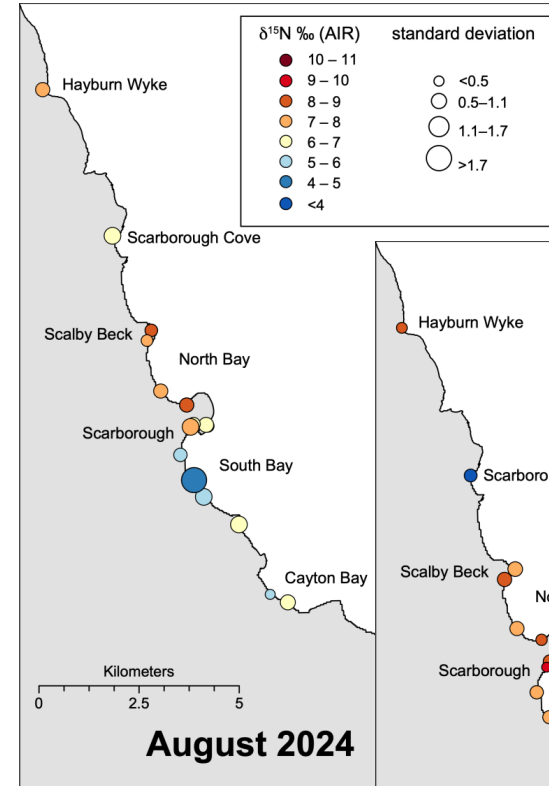 δ¹⁵N ‰ (AIR)
standard deviation
10 – 11
9 – 10
8 – 9
7 – 8
6 – 7
5 – 6
4 – 5
<4
<0.5
0.5–1.1
1.1–1.7
>1.7
Hayburn Wyke
Scarborough Cove
Scalby Beck
North Bay
Scarborough
South Bay
Cayton Bay
Kilometers
0 2.5 5
August 2024
Hayburn Wyke
Scarboro
Scalby Beck
No
Scarborough